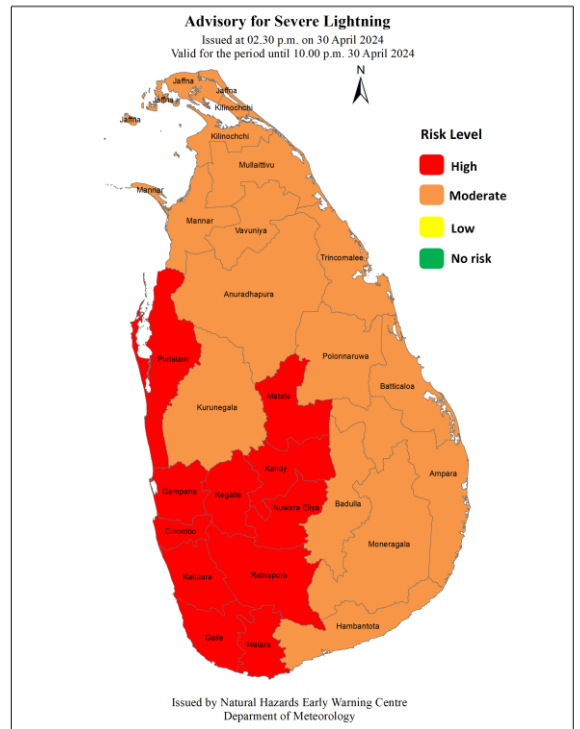 Advisory for Severe Lightning
Issued at 02.30 p.m. on 30 April 2024
Valid for the period until 10.00 p.m. 30 April 2024
N
Jaffna
Jaffna
Jaffna
Kilinochchi
Jaffna
Kilinochchi
Risk Level
High
Mullaittivu
Moderate
Mannar
Mannar
Vavuniya
Low
No risk
Trincomalee
Anuradhapura
Puttalam
Polonnaruwa
Batticaloa
Matale
Kurunegala
Kandy
Ampara
Gampaha
Kegalle
Nuwara Eliya
Badulla
Colombo
Moneragala
Kalutara
Ratnapura
Hambantota
Galle
Matara
Issued by Natural Hazards Early Warning Centre
Deparment of Meteorology